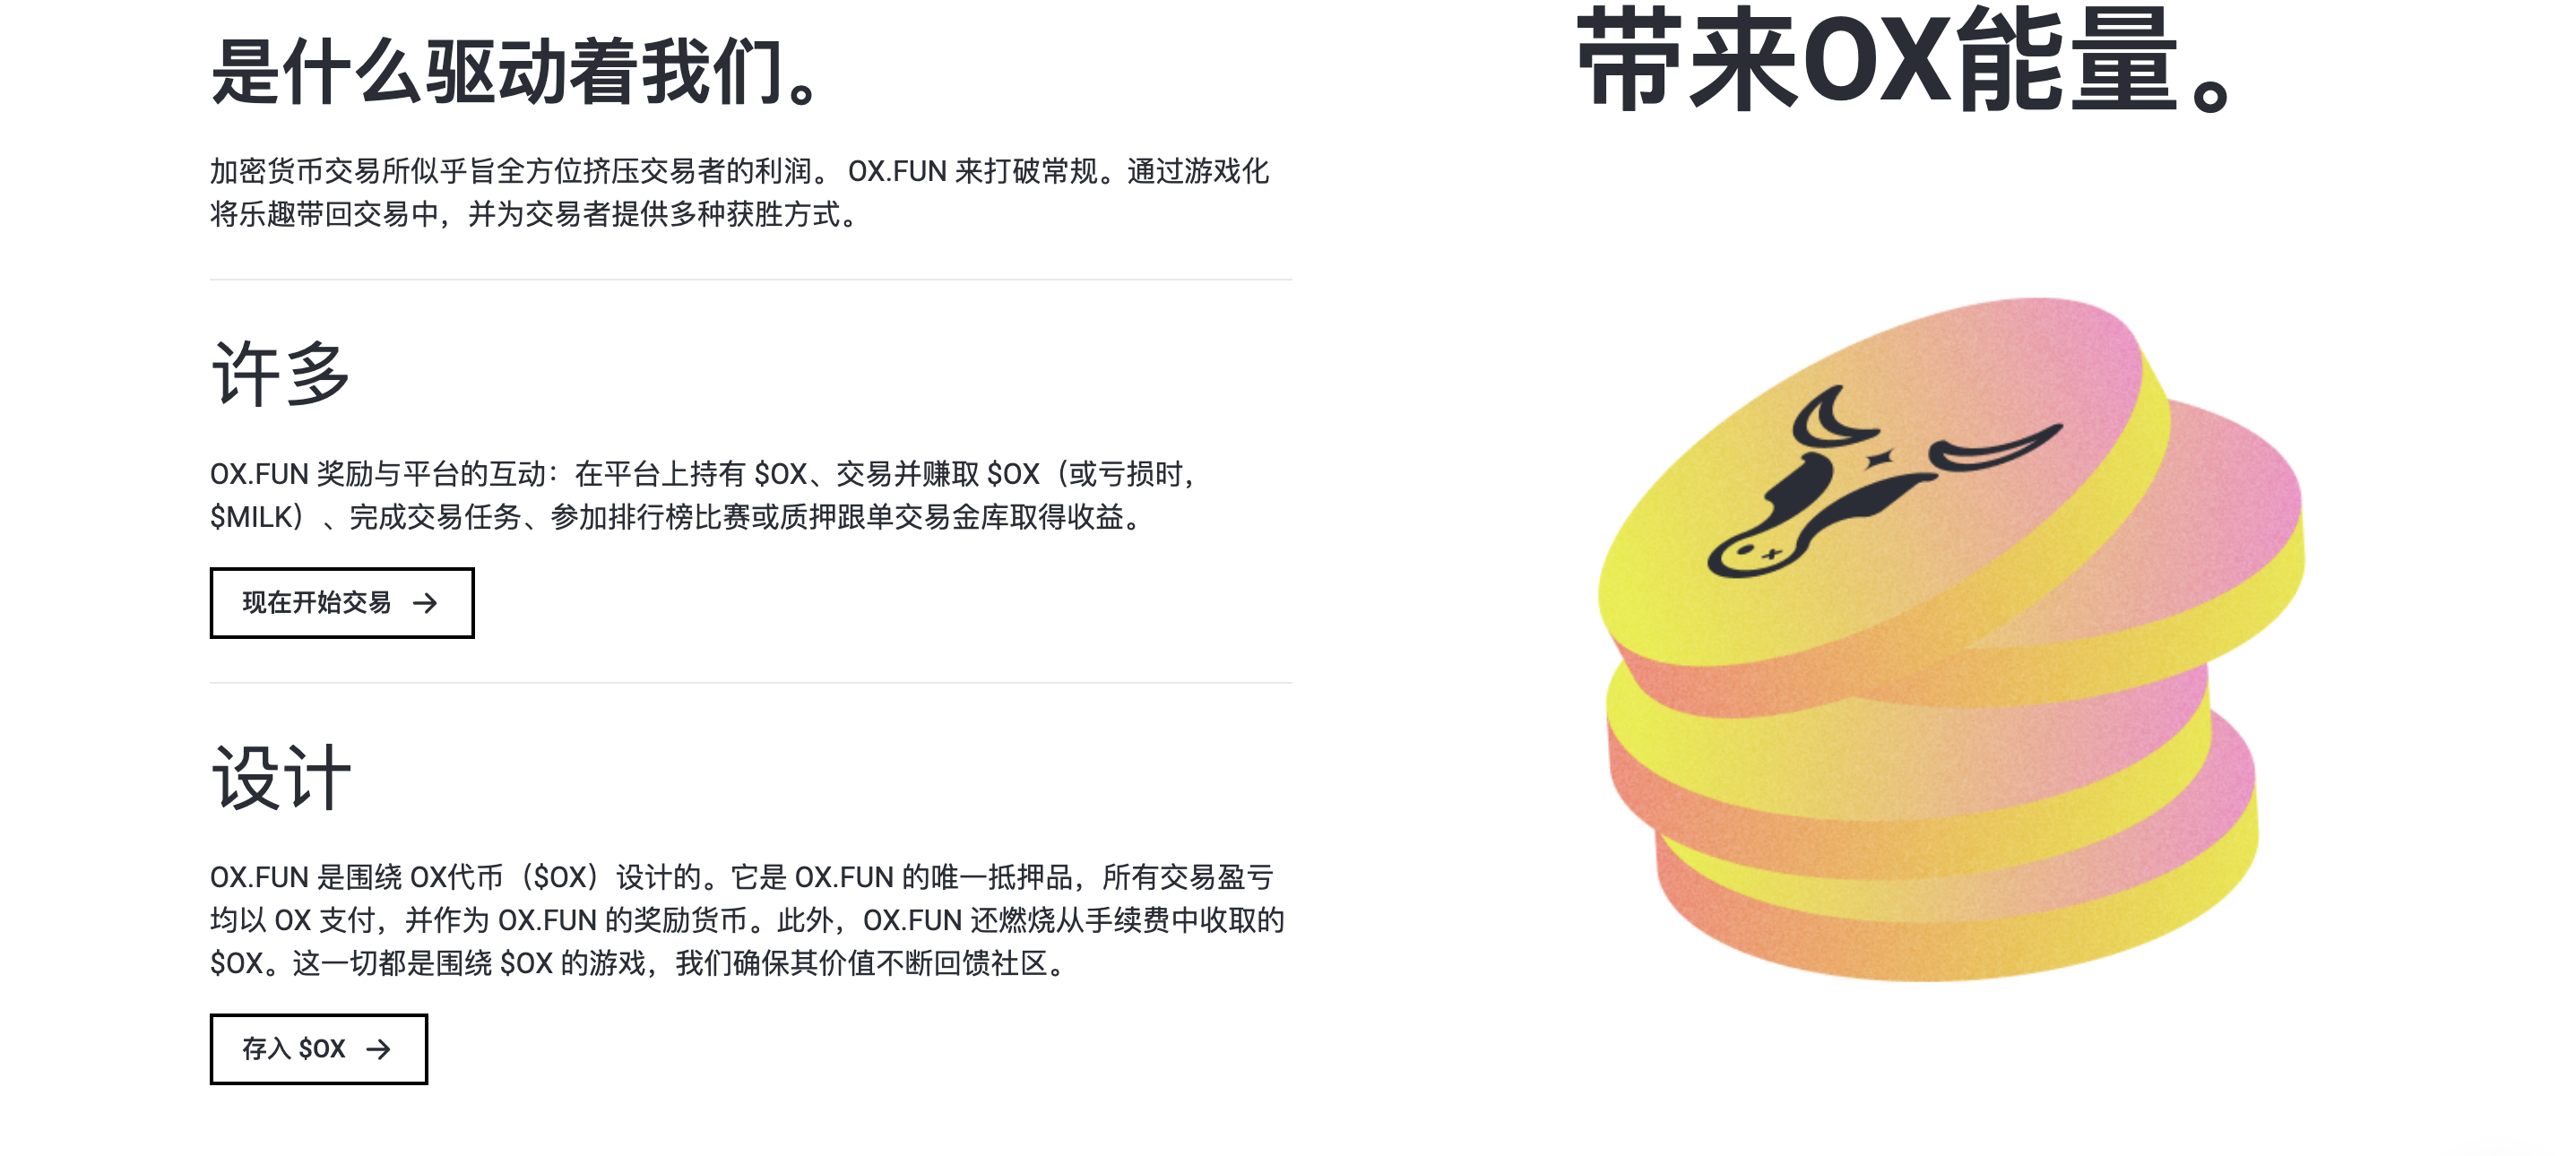 是什么驱动着我们。
加密货币交易所似乎旨全方位挤压交易者的利润。 OX.FUN 来打破常规。通过游戏化
将乐趣带回交易中，并为交易者提供多种获胜方式。
许多
OX.FUN 奖励与平台的互动：在平台上持有 $OX、交易并赚取 $OX（或亏损时，
$MILK）、完成交易任务、参加排行榜比赛或质押跟单交易金库取得收益。
现在开始交易 →
设计
OX.FUN 是围绕 OX代币（$OX）设计的。它是 OX.FUN 的唯一抵押品，所有交易盈亏
均以 OX 支付，并作为 OX.FUN 的奖励货币。此外，OX.FUN 还燃烧从手续费中收取的
$OX。这一切都是围绕 $OX 的游戏，我们确保其价值不断回馈社区。
存入 $OX →
带来OX能量。